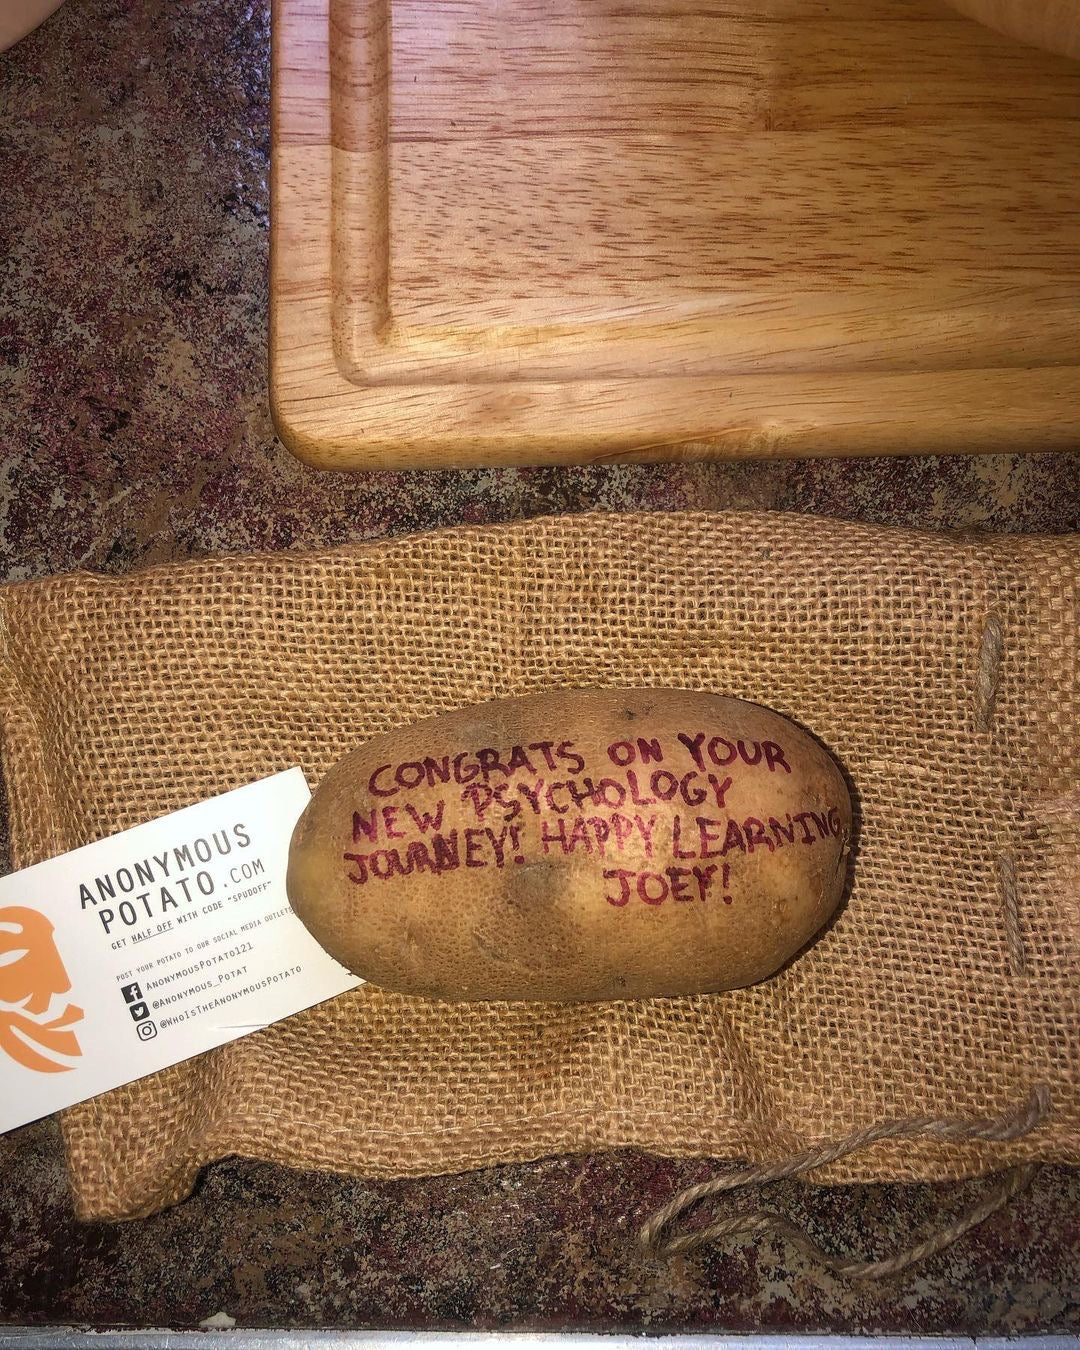 CONGRATS ON YOUR
NEW PSYCHOLOGY
JOURNEY! HAPPY LEARNING
JOEY!
ANONYMOUS
POTATO.COM
GET HALF OFF WITH CODE "SPUDOFF"
POST YOUR POTATO TO OUR SOCIAL MEDIA OUTLETS
AnonymousPotato121
@Anonymous_Potat
@WhoIsTheAnonymousPotato